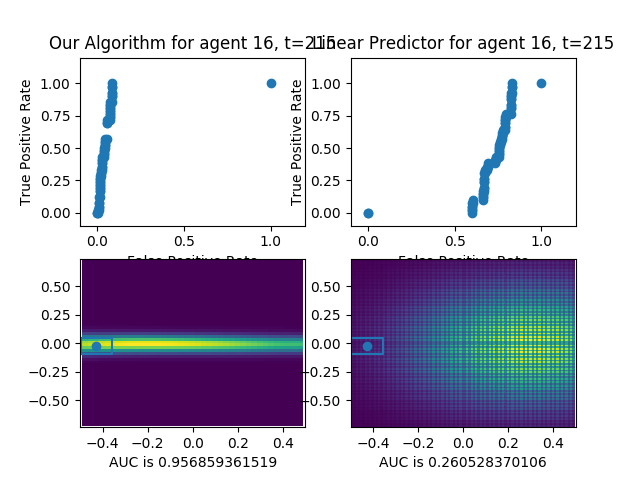 Our Algorithm for agent 16, t=215
Linear Predictor for agent 16, t=215
True Positive Rate
1.00
0.75
0.50
0.25
0.00
0.0 0.5 1.0
False Positive Rate
True Positive Rate
1.00
0.75
0.50
0.25
0.00
0.0 0.5 1.0
False Positive Rate
0.50
0.25
0.00
−0.25
−0.50
−0.4 −0.2 0.0 0.2 0.4
AUC is 0.956859361519
0.50
0.25
0.00
−0.25
−0.50
−0.4 −0.2 0.0 0.2 0.4
AUC is 0.260528370106